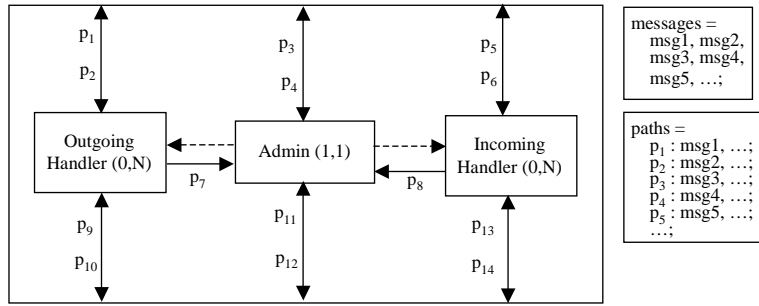 p1
p2
p3
p4
p5
p6
Outgoing
Handler (0,N)
Admin (1,1)
Incoming
Handler (0,N)
p7
p8
p9
p10
p11
p12
p13
p14
messages =
msg1, msg2,
msg3, msg4,
msg5, …;
paths =
p1 : msg1, …;
p2 : msg2, …;
p3 : msg3, …;
p4 : msg4, …;
p5 : msg5, …;
…;